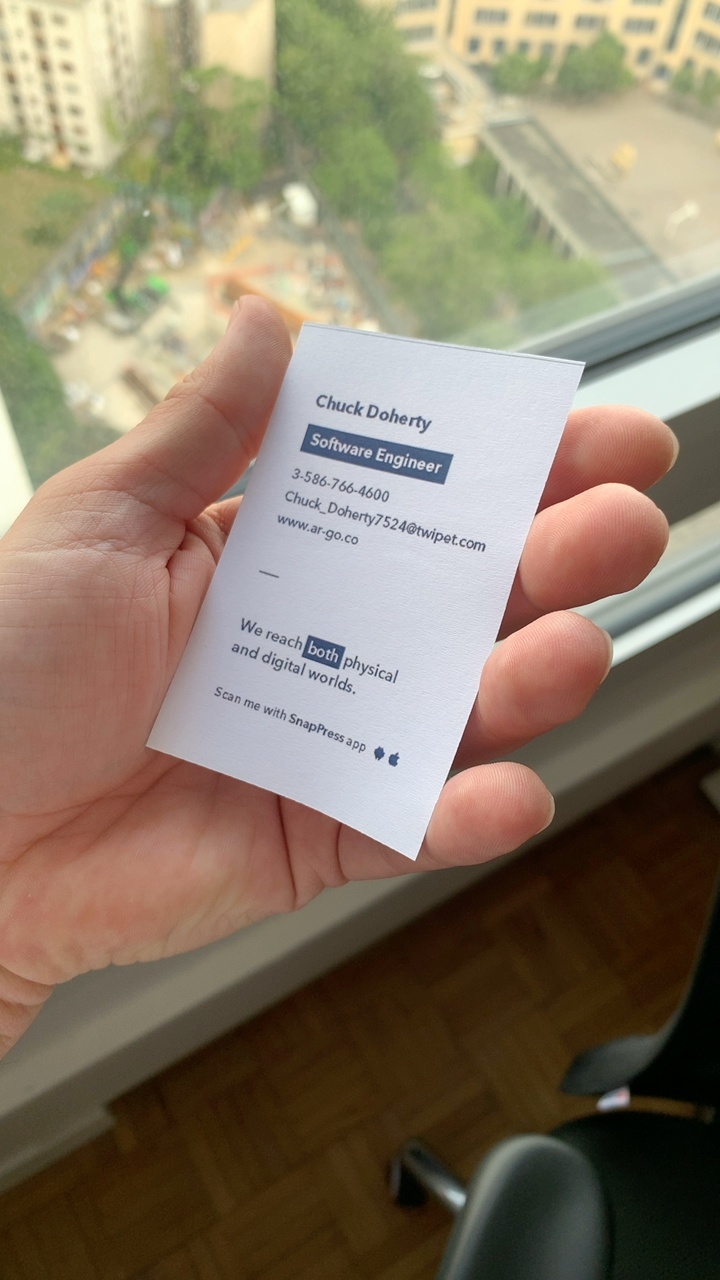 Chuck Doherty
Software Engineer
3-586-766-4600
Chuck_Doherty7524@twipet.com
www.ar-go.co
We reach both physical
and digital worlds.
Scan me with SnapPress app